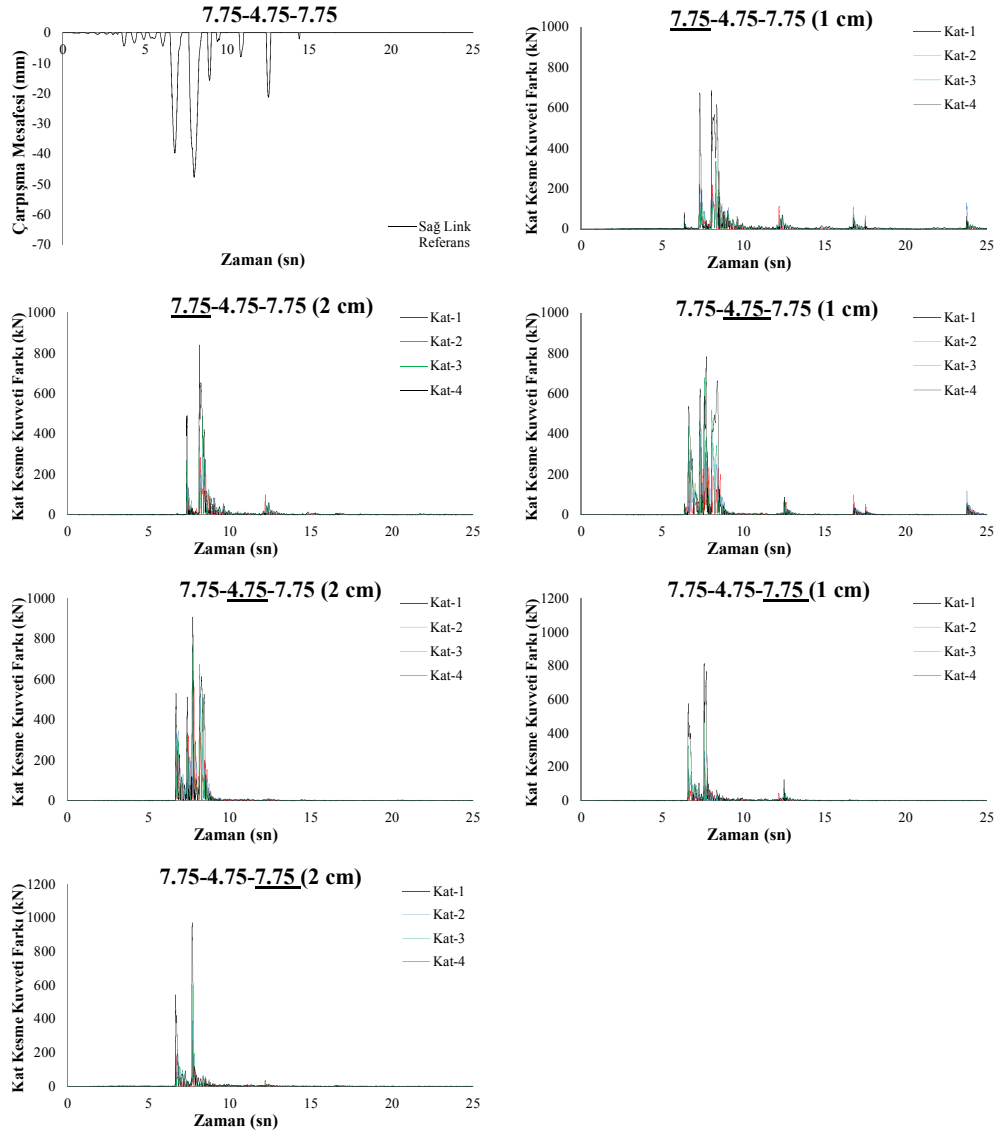 7.75-4.75-7.75
Çarpışma Mesafesi (mm)
0
-10
-20
-30
-40
-50
-60
-70
0 5 10 15 20 25
Zaman (sn)
Sağ Link
Referans
7.75-4.75-7.75 (1 cm)
Kat Kesme Kuvveti Farkı (kN)
1000
800
600
400
200
0
0 5 10 15 20 25
Zaman (sn)
Kat-1
Kat-2
Kat-3
Kat-4
7.75-4.75-7.75 (2 cm)
Kat Kesme Kuvveti Farkı (kN)
1000
800
600
400
200
0
0 5 10 15 20 25
Zaman (sn)
Kat-1
Kat-2
Kat-3
Kat-4
7.75-4.75-7.75 (1 cm)
Kat Kesme Kuvveti Farkı (kN)
1000
800
600
400
200
0
0 5 10 15 20 25
Zaman (sn)
Kat-1
Kat-2
Kat-3
Kat-4
7.75-4.75-7.75 (2 cm)
Kat Kesme Kuvveti Farkı (kN)
1000
800
600
400
200
0
0 5 10 15 20 25
Zaman (sn)
Kat-1
Kat-2
Kat-3
Kat-4
7.75-4.75-7.75 (1 cm)
Kat Kesme Kuvveti Farkı (kN)
1200
1000
800
600
400
200
0
0 5 10 15 20 25
Zaman (sn)
Kat-1
Kat-2
Kat-3
Kat-4
7.75-4.75-7.75 (2 cm)
Kat Kesme Kuvveti Farkı (kN)
1200
1000
800
600
400
200
0
0 5 10 15 20 25
Zaman (sn)
Kat-1
Kat-2
Kat-3
Kat-4